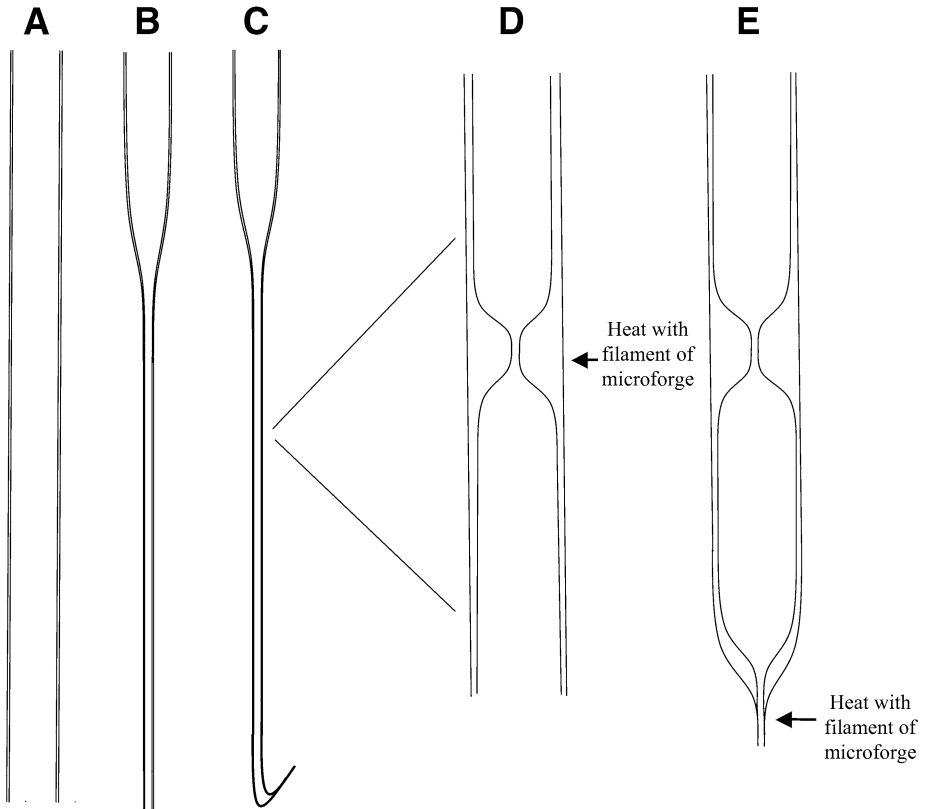 A B C D E
Heat with
filament of
microforge
Heat with
filament of
microforge